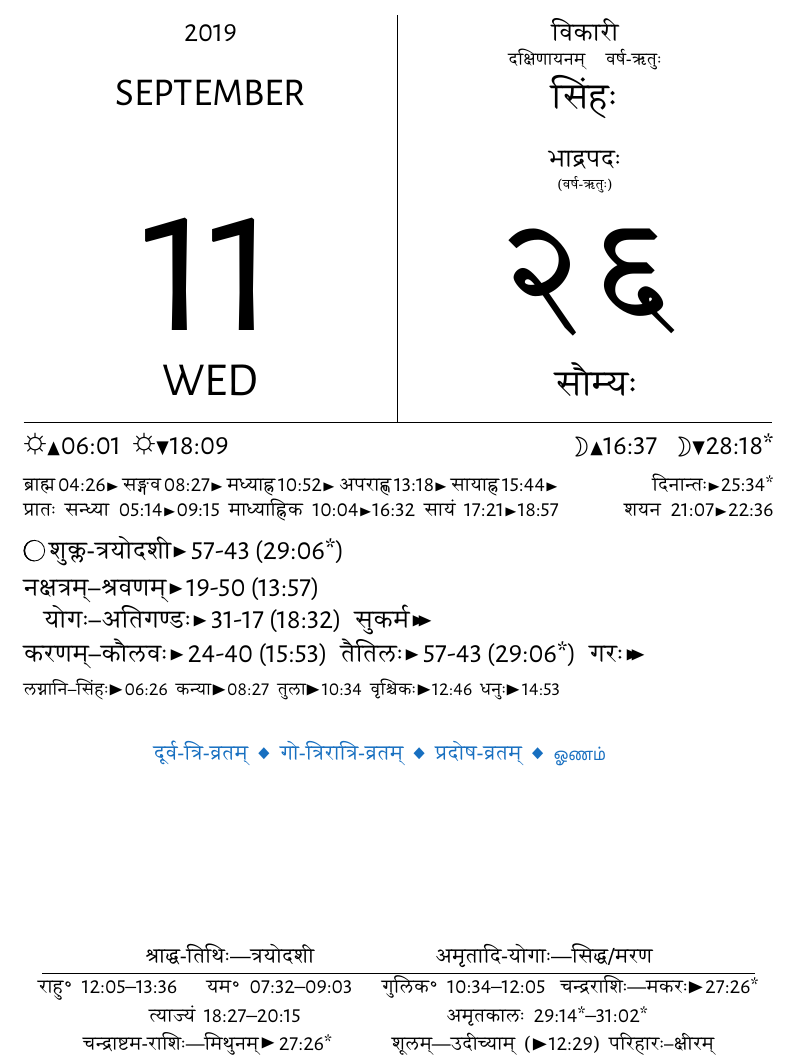 2019
SEPTEMBER
11
WED
विकारी
दक्षिणायनम् वर्ष-ऋतुः
सिंहः
भाद्रपदः
(वर्ष-ऋतुः)
२६
सौम्यः
☼▲06:01 ☼▼18:09 ☽▲16:37 ☽▼28:18*
ब्राह्म 04:26► सङ्गव 08:27► मध्याह्न 10:52► अपराह्ण 13:18► सायाह्न 15:44► दिनान्तः►25:34*
प्रातः सन्ध्या 05:14►09:15 माध्याह्निक 10:04►16:32 सायं 17:21►18:57 शयन 21:07►22:36
○शुक्ल-त्रयोदशी►57-43 (29:06*)
नक्षत्रम्–श्रवणम्►19-50 (13:57)
योगः–अतिगण्डः►31-17 (18:32) सुकर्म►►
करणम्–कौलवः►24-40 (15:53) तैतिलः►57-43 (29:06*) गरः►►
लग्नानि–सिंहः►06:26 कन्या►08:27 तुला►10:34 वृश्चिकः►12:46 धनुः►14:53
दूर्व-त्रि-व्रतम् ◆ गो-त्रिरात्रि-व्रतम् ◆ प्रदोष-व्रतम् ◆ ஓணம்
श्राद्ध-तिथिः—त्रयोदशी अमृतादि-योगाः—सिद्ध/मरण
राहु° 12:05–13:36 यम° 07:32–09:03 गुलिक° 10:34–12:05 चन्द्रराशिः—मकरः►27:26*
त्याज्यं 18:27–20:15 अमृतकालः 29:14*–31:02*
चन्द्राष्टम-राशिः—मिथुनम्►27:26* शूलम्—उदीच्याम् (►12:29) परिहारः–क्षीरम्